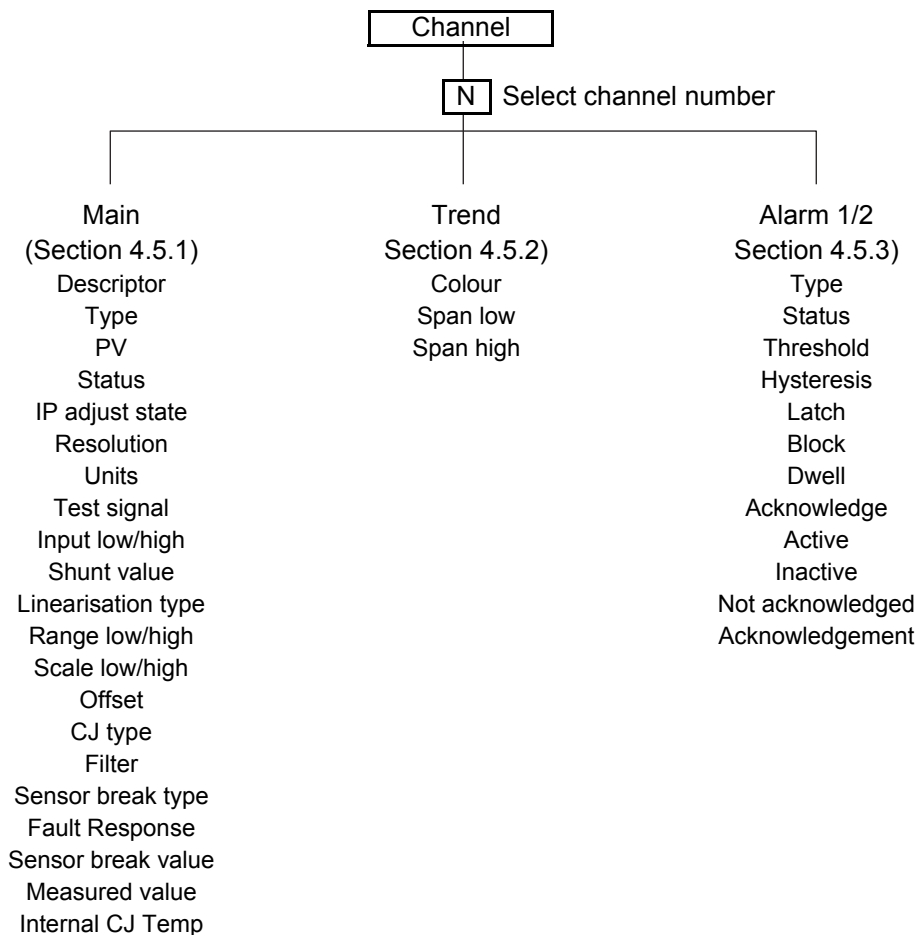 Channel
N Select channel number
Main
(Section 4.5.1)
Descriptor
Type
PV
Status
IP adjust state
Resolution
Units
Test signal
Input low/high
Shunt value
Linearisation type
Range low/high
Scale low/high
Offset
CJ type
Filter
Sensor break type
Fault Response
Sensor break value
Measured value
Internal CJ Temp
Trend
Section 4.5.2)
Colour
Span low
Span high
Alarm 1/2
Section 4.5.3)
Type
Status
Threshold
Hysteresis
Latch
Block
Dwell
Acknowledge
Active
Inactive
Not acknowledged
Acknowledgement